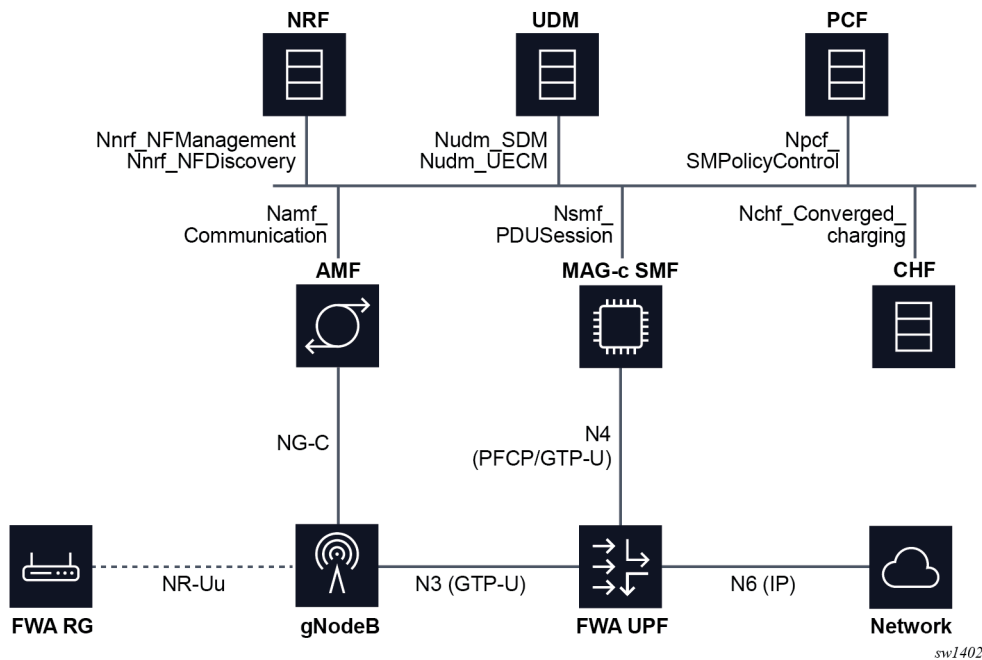 NRF
UDM
PCF
Nnrf_NFManagement
Nnrf_NFDiscovery
Nudm_SDM
Nudm_UECM
Npcf_
SMPolicyControl
Namf_
Communication
Nsmf_
PDUSession
Nchf_Converged_
charging
AMF
MAG-c SMF
CHF
NG-C
N4
(PFCP/GTP-U)
NR-Uu
N3 (GTP-U)
N6 (IP)
FWA RG
gNodeB
FWA UPF
Network
sw1402